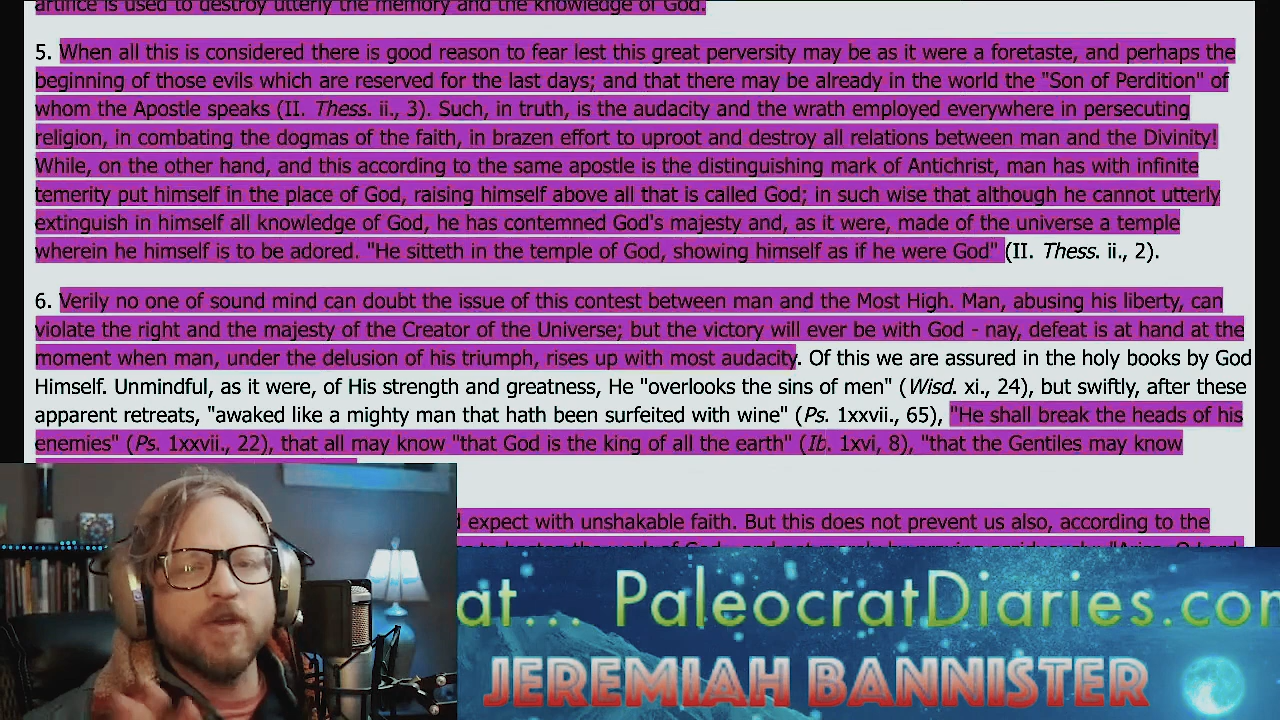 artifice is used to destroy utterly the memory and the knowledge of God.
5. When all this is considered there is good reason to fear lest this great perversity may be as it were a foretaste, and perhaps the
beginning of those evils which are reserved for the last days; and that there may be already in the world the "Son of Perdition" of
whom the Apostle speaks (II. Thess. ii., 3). Such, in truth, is the audacity and the wrath employed everywhere in persecuting
religion, in combating the dogmas of the faith, in brazen effort to uproot and destroy all relations between man and the Divinity!
While, on the other hand, and this according to the same apostle is the distinguishing mark of Antichrist, man has with infinite
temerity put himself in the place of God, raising himself above all that is called God; in such wise that although he cannot utterly
extinguish in himself all knowledge of God, he has contemned God's majesty and, as it were, made of the universe a temple
wherein he himself is to be adored. "He sitteth in the temple of God, showing himself as if he were God" (II. Thess. ii., 2).
6. Verily no one of sound mind can doubt the issue of this contest between man and the Most High. Man, abusing his liberty, can
violate the right and the majesty of the Creator of the Universe; but the victory will ever be with God - nay, defeat is at hand at the
moment when man, under the delusion of his triumph, rises up with most audacity. Of this we are assured in the holy books by God
Himself. Unmindful, as it were, of His strength and greatness, He "overlooks the sins of men" (Wisd. xi., 24), but swiftly, after these
apparent retreats, "awaked like a mighty man that hath been surfeited with wine" (Ps. 1xxvii., 65), "He shall break the heads of his
enemies" (Ps. 1xxvii., 22), that all may know "that God is the king of all the earth" (Ib. 1xvi, 8), "that the Gentiles may know
expect with unshakable faith. But this does not prevent us also, according to the
at... PaleocratDiaries.com
JEREMIAH BANNISTER